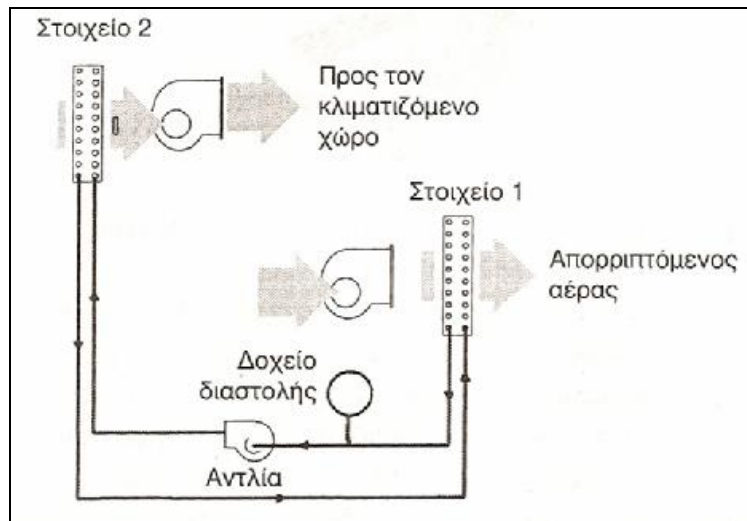 Στοιχείο 2
Προς τον
κλιματιζόμενο
χώρο
Στοιχείο 1
Απορριπτόμενος
αέρας
Δοχείο
διαστολής
Αντλία